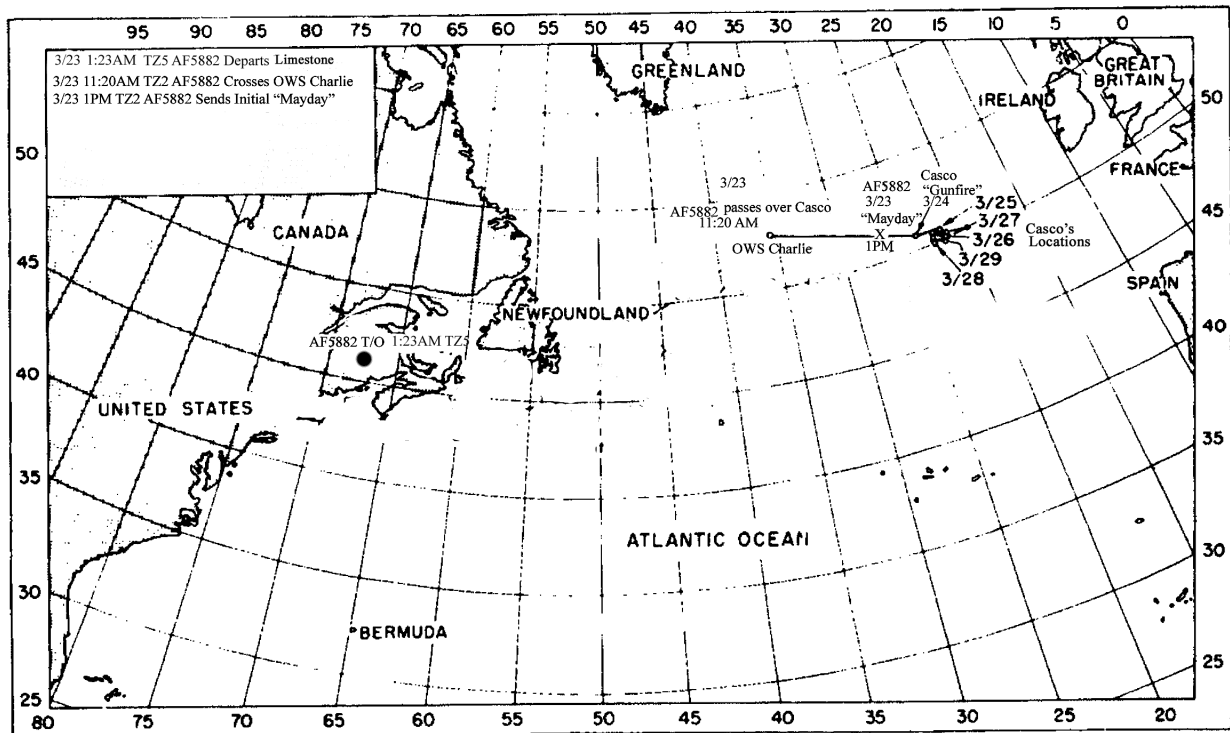 95 90 85 80 75 70 65 60 55 50 45 40 35 30 25 20 15 10 5 0
3/23 1:23AM TZ5 AF5882 Departs Limestone
3/23 11:20AM TZ2 AF5882 Crosses OWS Charlie
3/23 1PM TZ2 AF5882 Sends Initial “Mayday”
GREENLAND
GREAT
BRITAIN
IRELAND
50
50
FRANCE
3/23
AF5882 passes over Casco
11:20 AM
OWS Charlie
AF5882
3/23
“Mayday”
X
1PM
Casco
“Gunfire”
3/24
3/25
3/27
3/26
3/29
3/28
Casco's
Locations
CANADA
45
45
SPAIN
NEWFOUNDLAND
AF5882 T/O 1:23AM TZ5
40
40
UNITED STATES
35
35
ATLANTIC OCEAN
30
30
BERMUDA
25
25
80 75 70 65 60 55 50 45 40 35 30 25 20